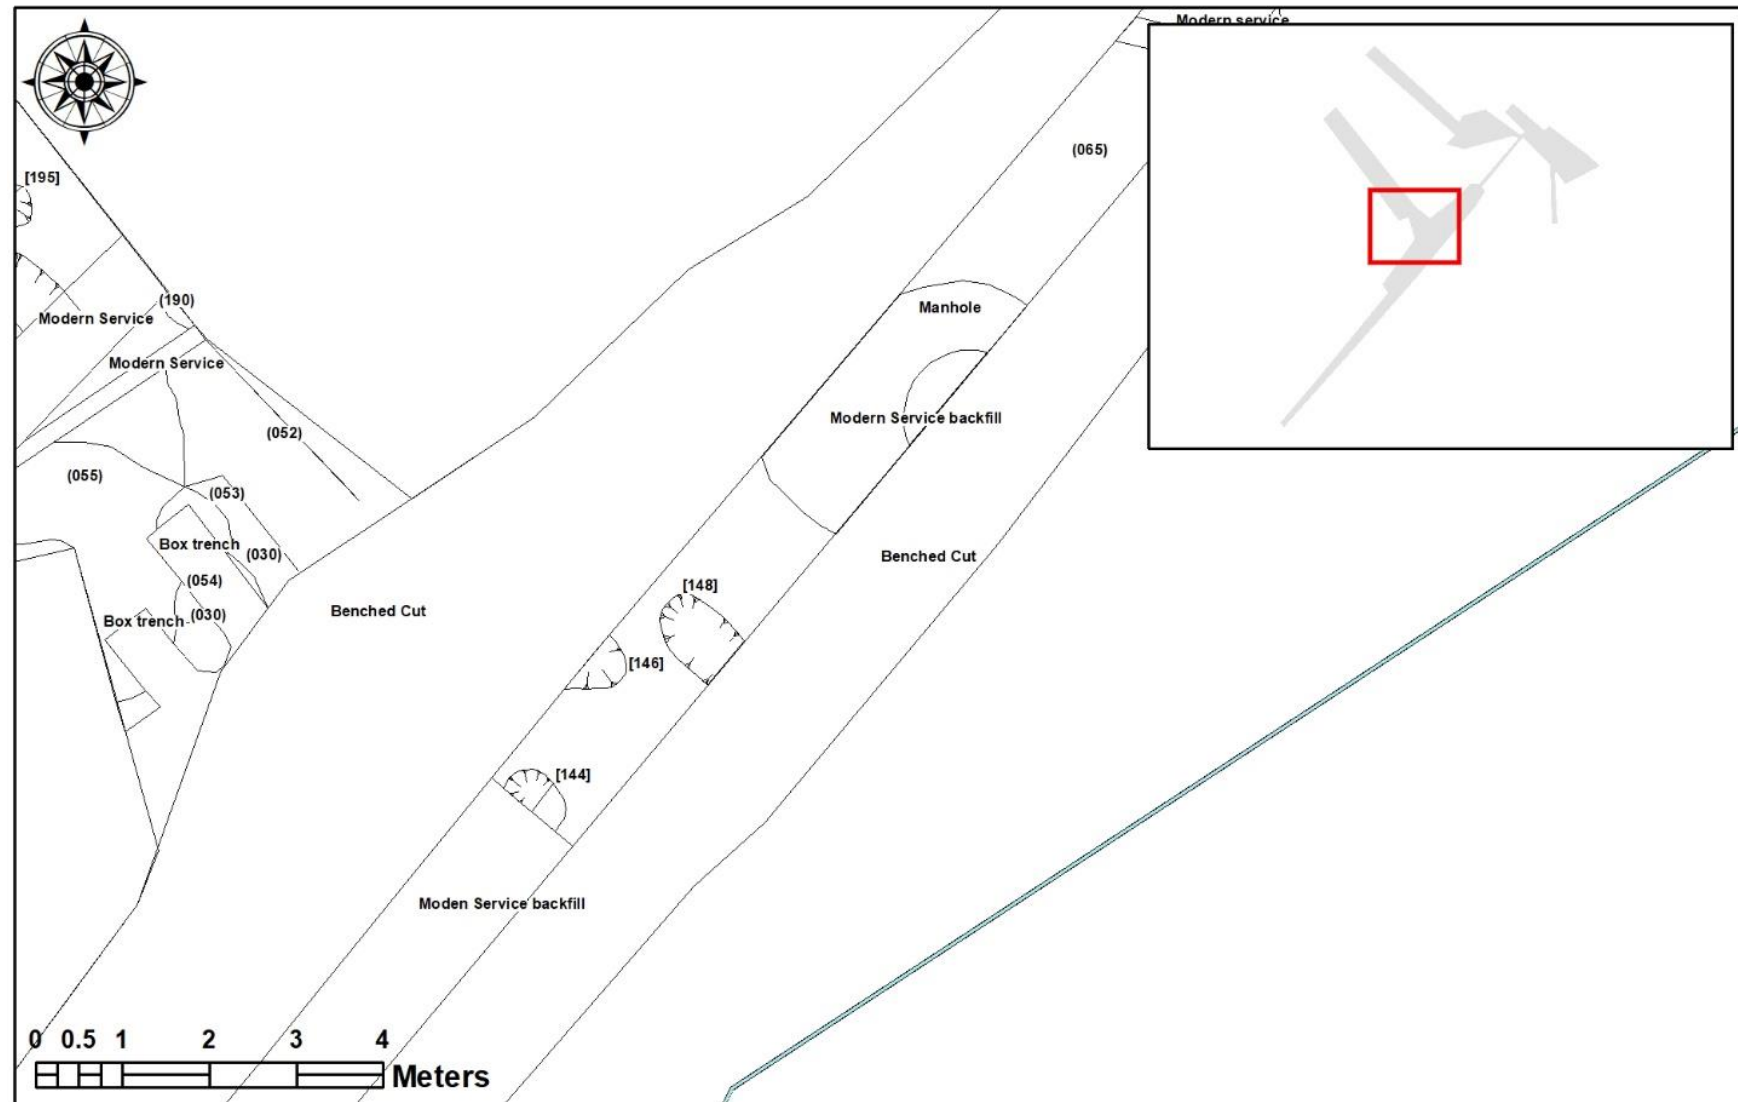 Modern service
(065)
[195]
(190)
Manhole
Modern Service
Modern Service
Modern Service backfill
(052)
(055)
(053)
Box trench
(030)
Benched Cut
(054)
[148]
Benched Cut
Box trench
(030)
[146]
[144]
Moden Service backfill
0 0.5 1 2 3 4
Meters